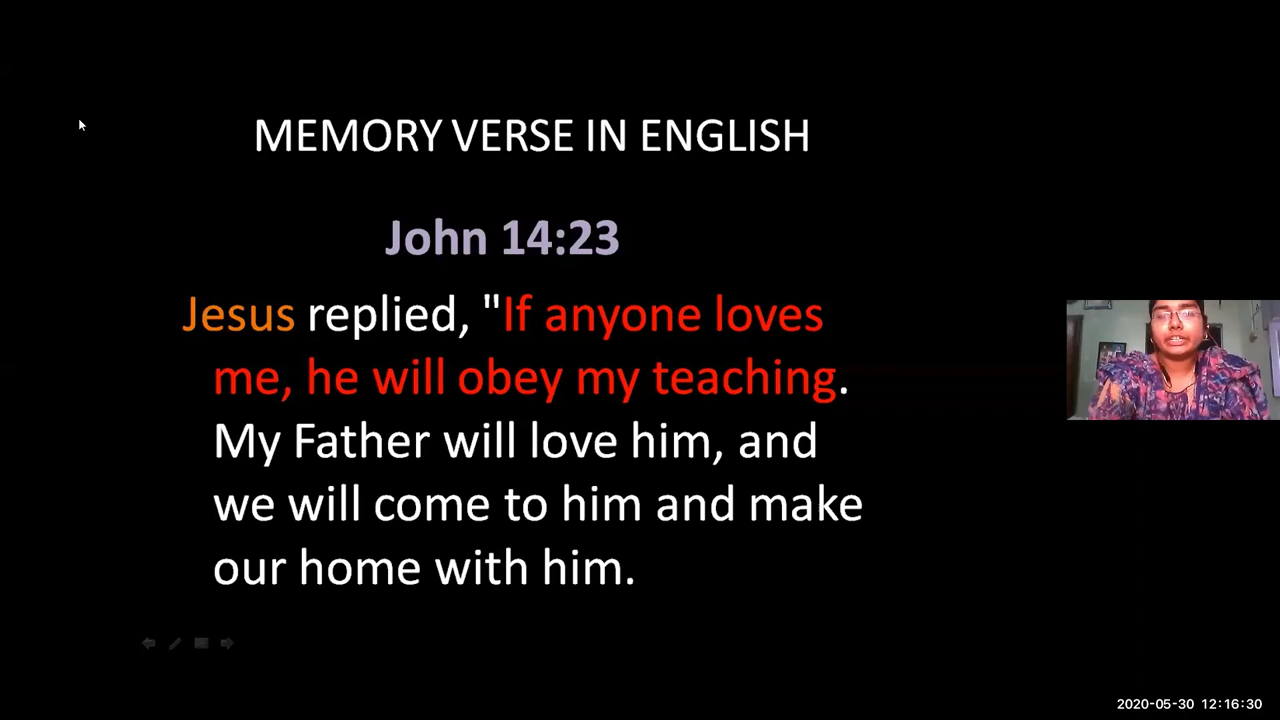 MEMORY VERSE IN ENGLISH
John 14:23
Jesus replied, "If anyone loves
me, he will obey my teaching.
My Father will love him, and
we will come to him and make
our home with him.
2020-05-30 12:16:30